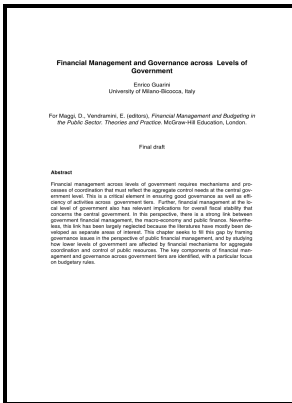 Financial Management and Governance across Levels of
Government
Enrico Guarini
University of Milano-Bicocca, Italy
For Maggi, D., Vendramini, E. (editors), Financial Management and Budgeting in
the Public Sector. Theories and Practice. McGraw-Hill Education, London.
Final draft
Abstract
Financial management across levels of government requires mechanisms and pro-
cesses of coordination that must reflect the aggregate control needs at the central gov-
ernment level. This is a critical element in ensuring good governance as well as effi-
ciency of activities across government tiers. Further, financial management at the lo-
cal level of government also has relevant implications for overall fiscal stability that
concerns the central government. In this perspective, there is a strong link between
government financial management, the macro-economy and public finance. Neverthe-
less, this link has been largely neglected because the literatures have mostly been de-
veloped as separate areas of interest. This chapter seeks to fill this gap by framing
governance issues in the perspective of public financial management, and by studying
how lower levels of government are affected by financial mechanisms for aggregate
coordination and control of public resources. The key components of financial man-
agement and governance across government tiers are identified, with a particular focus
on budgetary rules.